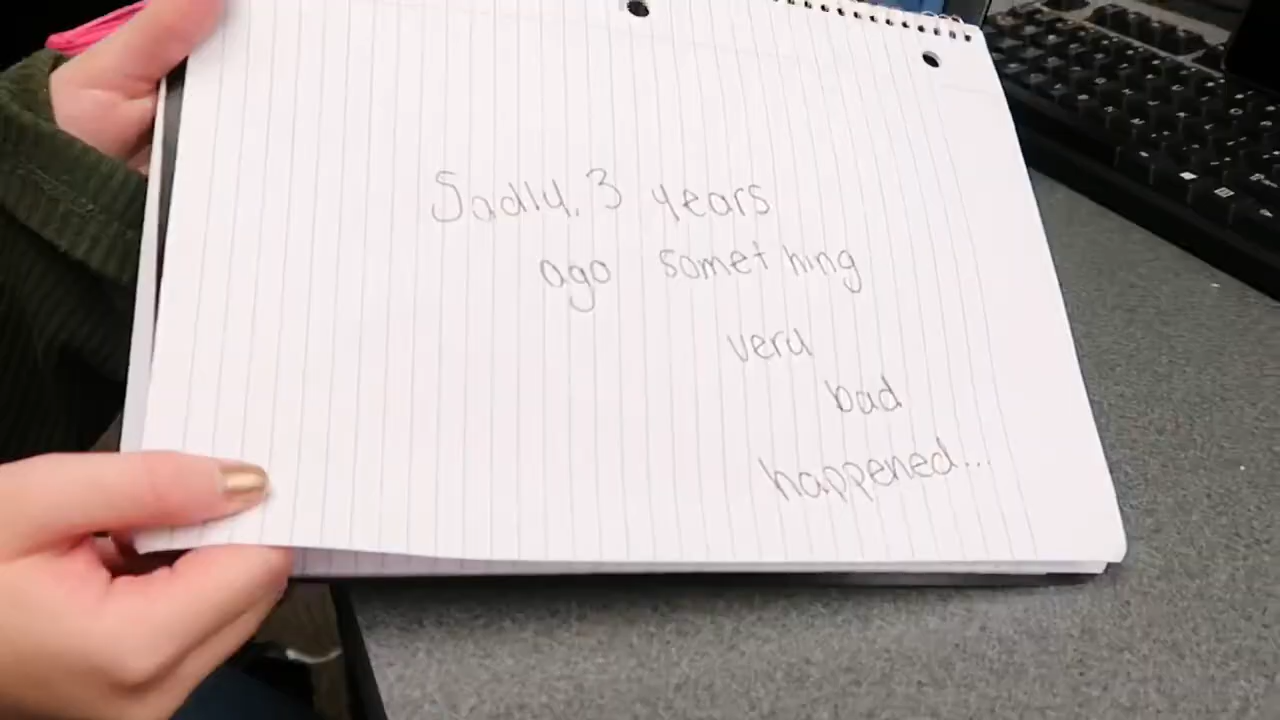 Sadly, 3 years
ago something
very
bad
happened...